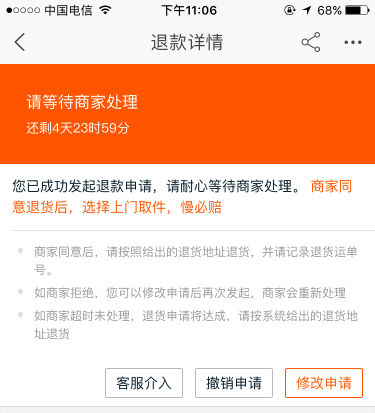 中国电信 下午11:06 68%
退款详情
请等待商家处理
还剩4天23时59分
您已成功发起退款申请，请耐心等待商家处理。 商家同
意退货后，选择上门取件，慢必赔
商家同意后，请按照给出的退货地址退货，并请记录退货运单
号。
如商家拒绝，您可以修改申请后再次发起，商家会重新处理
如商家超时未处理，退货申请将达成，请按系统给出的退货地
址退货
客服介入 撤销申请 修改申请